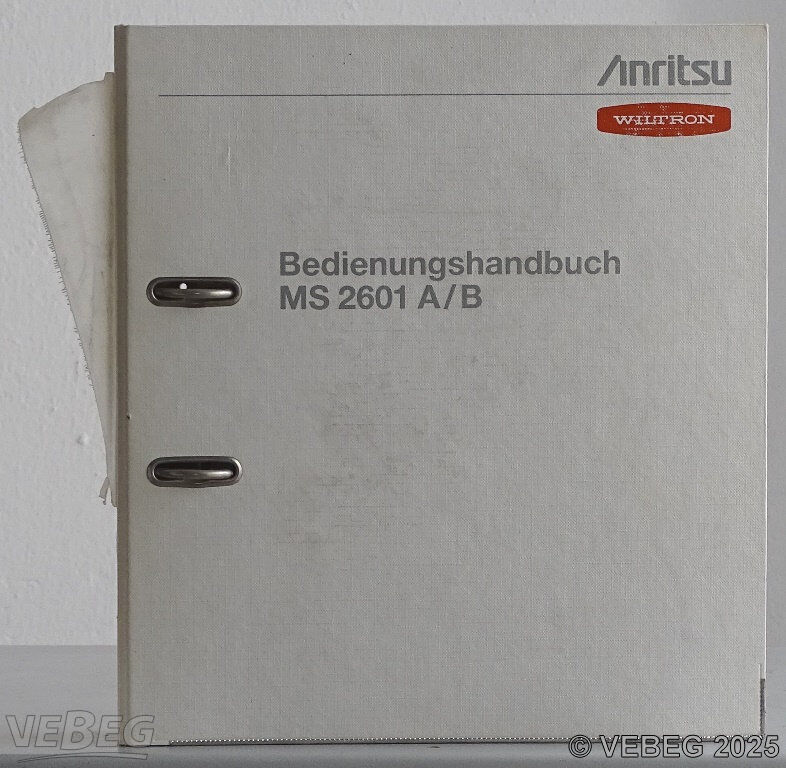 Anritsu
WILTRON
Bedienungshandbuch
MS 2601 A/B
VEBEG
© VEBEG 2025